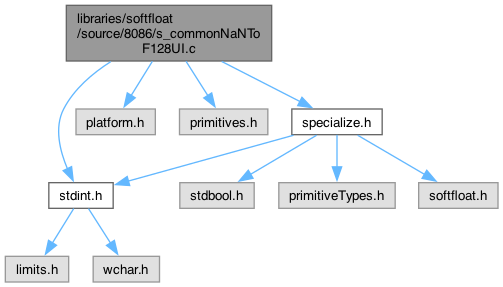 libraries/softfloat
/source/8086/s_commonNaNTo
F128UI.c
platform.h
primitives.h
specialize.h
stdint.h
stdbool.h
primitiveTypes.h
softfloat.h
limits.h
wchar.h